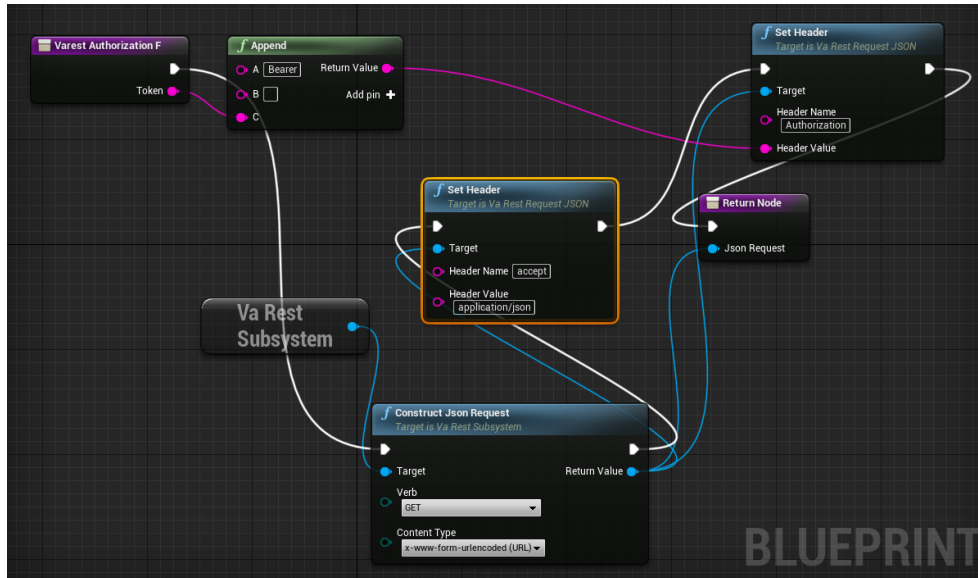 Varest Authorization F
Token
f Append
A Bearer
Return Value
B
Add pin +
C
f Set Header
Target is Va Rest Request JSON
Target
Header Name
Authorization
Header Value
f Set Header
Target is Va Rest Request JSON
Target
Header Name accept
Header Value
application/json
Return Node
Json Request
Va Rest
Subsystem
f Construct Json Request
Target is Va Rest Subsystem
Target
Return Value
Verb
GET
Content Type
x-www-form-urlencoded (URL)
BLUEPRINT